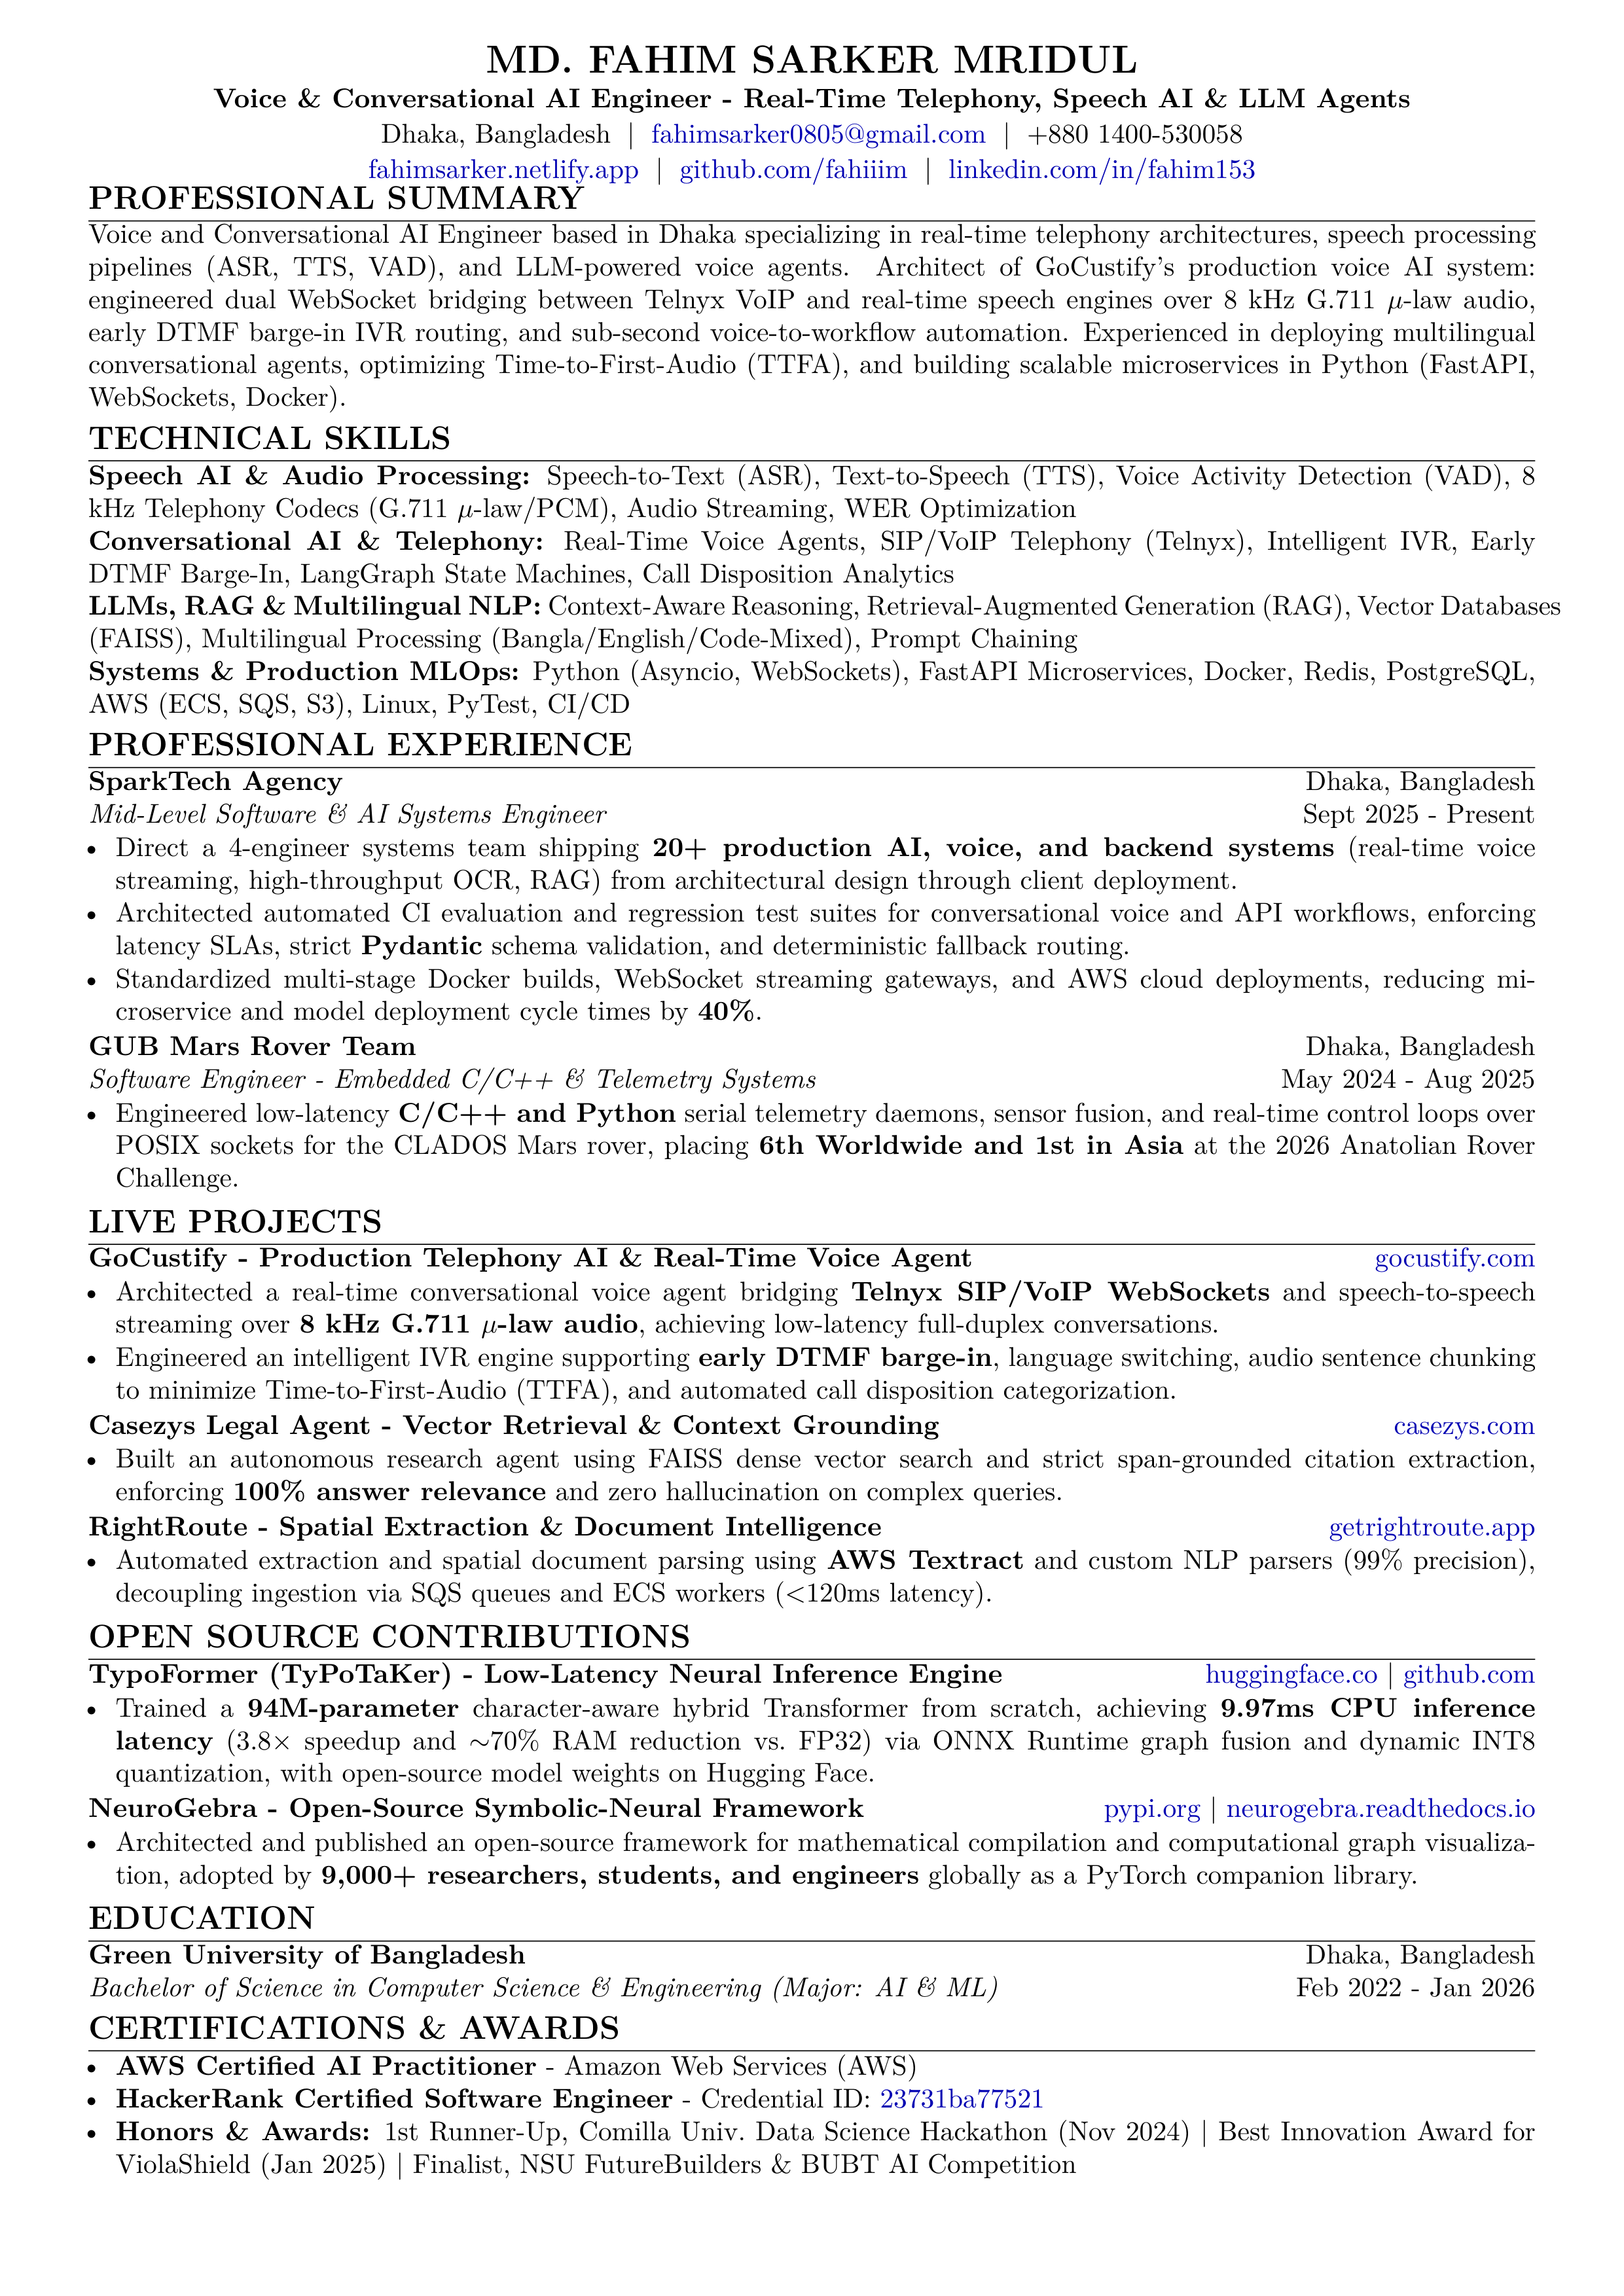 MD. FAHIM SARKER MRIDUL
Voice & Conversational AI Engineer - Real-Time Telephony, Speech AI & LLM Agents
Dhaka, Bangladesh | fahimsarker0805@gmail.com | +880 1400-530058
fahimsarker.netlify.app | github.com/fahiiim | linkedin.com/in/fahim153
PROFESSIONAL SUMMARY
Voice and Conversational AI Engineer based in Dhaka specializing in real-time telephony architectures, speech processing
pipelines (ASR, TTS, VAD), and LLM-powered voice agents. Architect of GoCustify's production voice AI system:
engineered dual WebSocket bridging between Telnyx VoIP and real-time speech engines over 8 kHz G.711 μ-law audio,
early DTMF barge-in IVR routing, and sub-second voice-to-workflow automation. Experienced in deploying multilingual
conversational agents, optimizing Time-to-First-Audio (TTFA), and building scalable microservices in Python (FastAPI,
WebSockets, Docker).
TECHNICAL SKILLS
Speech AI & Audio Processing: Speech-to-Text (ASR), Text-to-Speech (TTS), Voice Activity Detection (VAD), 8
kHz Telephony Codecs (G.711 μ-law/PCM), Audio Streaming, WER Optimization
Conversational AI & Telephony: Real-Time Voice Agents, SIP/VoIP Telephony (Telnyx), Intelligent IVR, Early
DTMF Barge-In, LangGraph State Machines, Call Disposition Analytics
LLMs, RAG & Multilingual NLP: Context-Aware Reasoning, Retrieval-Augmented Generation (RAG), Vector Databases
(FAISS), Multilingual Processing (Bangla/English/Code-Mixed), Prompt Chaining
Systems & Production MLOps: Python (Asyncio, WebSockets), FastAPI Microservices, Docker, Redis, PostgreSQL,
AWS (ECS, SQS, S3), Linux, PyTest, CI/CD
PROFESSIONAL EXPERIENCE
SparkTech Agency Dhaka, Bangladesh
Mid-Level Software & AI Systems Engineer Sept 2025 - Present
• Direct a 4-engineer systems team shipping 20+ production AI, voice, and backend systems (real-time voice
streaming, high-throughput OCR, RAG) from architectural design through client deployment.
• Architected automated CI evaluation and regression test suites for conversational voice and API workflows, enforcing
latency SLAs, strict Pydantic schema validation, and deterministic fallback routing.
• Standardized multi-stage Docker builds, WebSocket streaming gateways, and AWS cloud deployments, reducing mi-
croservice and model deployment cycle times by 40%.
GUB Mars Rover Team Dhaka, Bangladesh
Software Engineer - Embedded C/C++ & Telemetry Systems May 2024 - Aug 2025
• Engineered low-latency C/C++ and Python serial telemetry daemons, sensor fusion, and real-time control loops over
POSIX sockets for the CLADOS Mars rover, placing 6th Worldwide and 1st in Asia at the 2026 Anatolian Rover
Challenge.
LIVE PROJECTS
GoCustify - Production Telephony AI & Real-Time Voice Agent gocustify.com
• Architected a real-time conversational voice agent bridging Telnyx SIP/VoIP WebSockets and speech-to-speech
streaming over 8 kHz G.711 μ-law audio, achieving low-latency full-duplex conversations.
• Engineered an intelligent IVR engine supporting early DTMF barge-in, language switching, audio sentence chunking
to minimize Time-to-First-Audio (TTFA), and automated call disposition categorization.
Casezys Legal Agent - Vector Retrieval & Context Grounding casezys.com
• Built an autonomous research agent using FAISS dense vector search and strict span-grounded citation extraction,
enforcing 100% answer relevance and zero hallucination on complex queries.
RightRoute - Spatial Extraction & Document Intelligence getrightroute.app
• Automated extraction and spatial document parsing using AWS Textract and custom NLP parsers (99% precision),
decoupling ingestion via SQS queues and ECS workers (<120ms latency).
OPEN SOURCE CONTRIBUTIONS
TypoFormer (TyPoTaKer) - Low-Latency Neural Inference Engine huggingface.co | github.com
• Trained a 94M-parameter character-aware hybrid Transformer from scratch, achieving 9.97ms CPU inference
latency (3.8× speedup and ~70% RAM reduction vs. FP32) via ONNX Runtime graph fusion and dynamic INT8
quantization, with open-source model weights on Hugging Face.
NeuroGebra - Open-Source Symbolic-Neural Framework pypi.org | neurogebra.readthedocs.io
• Architected and published an open-source framework for mathematical compilation and computational graph visualiza-
tion, adopted by 9,000+ researchers, students, and engineers globally as a PyTorch companion library.
EDUCATION
Green University of Bangladesh Dhaka, Bangladesh
Bachelor of Science in Computer Science & Engineering (Major: AI & ML) Feb 2022 - Jan 2026
CERTIFICATIONS & AWARDS
• AWS Certified AI Practitioner - Amazon Web Services (AWS)
• HackerRank Certified Software Engineer - Credential ID: 23731ba77521
• Honors & Awards: 1st Runner-Up, Comilla Univ. Data Science Hackathon (Nov 2024) | Best Innovation Award for
ViolaShield (Jan 2025) | Finalist, NSU FutureBuilders & BUBT AI Competition